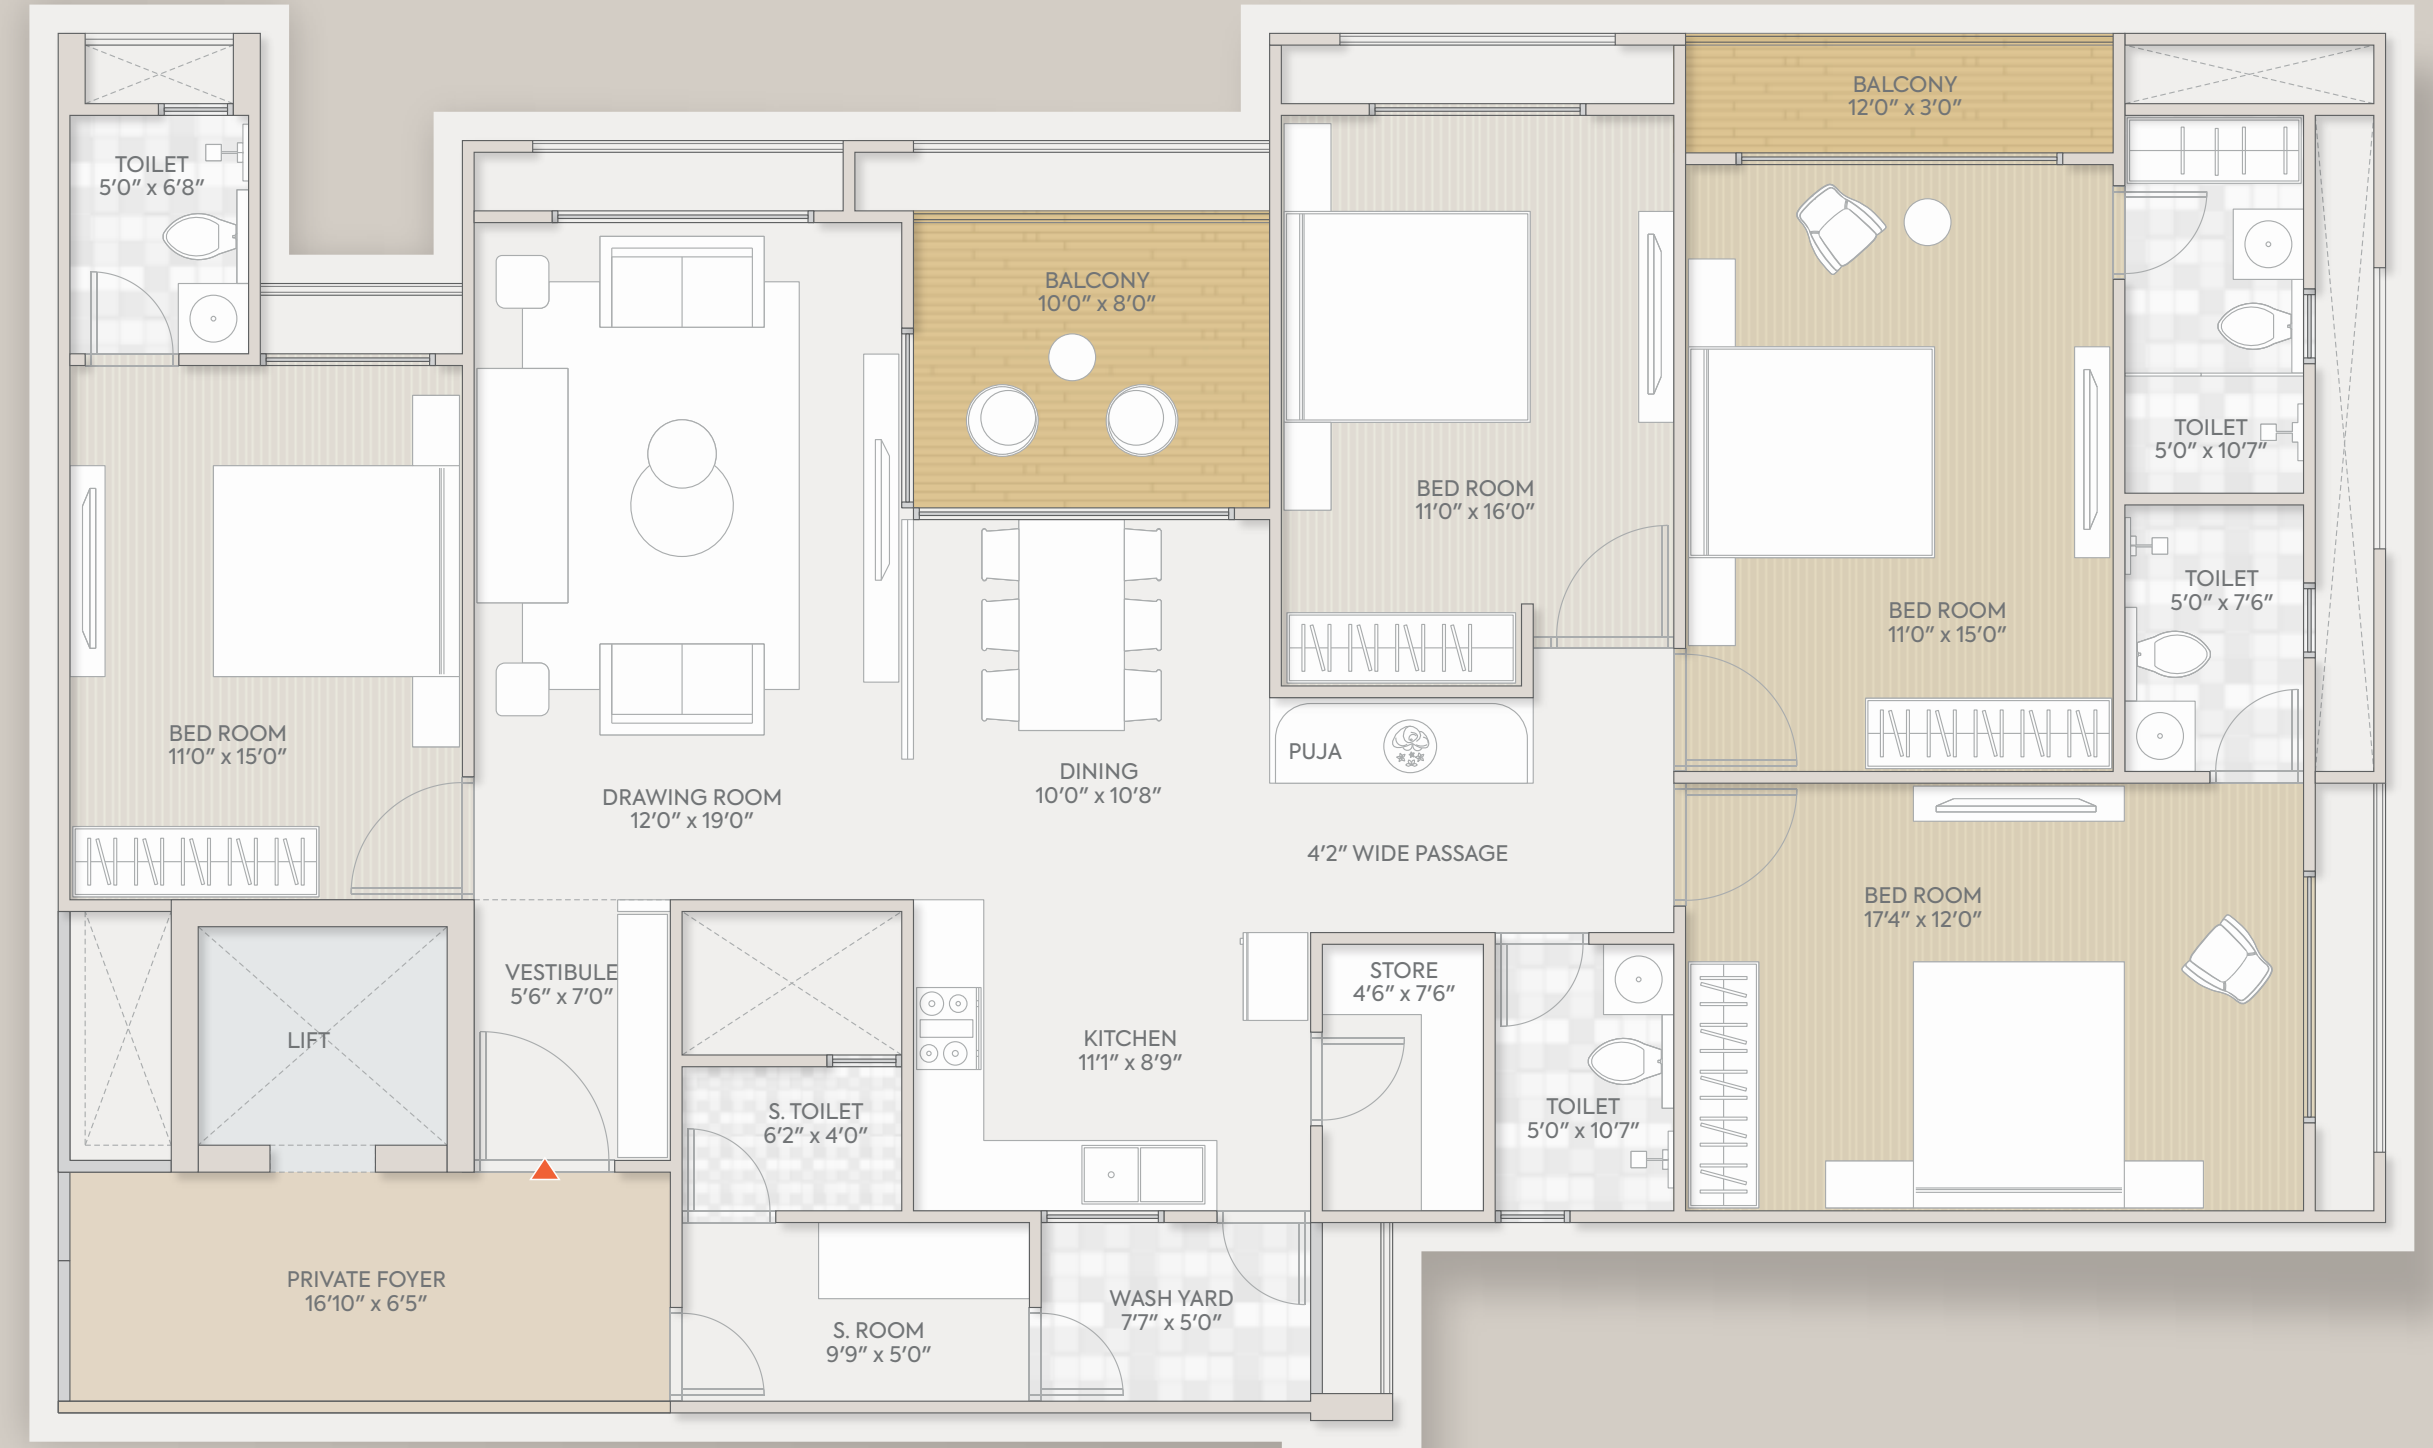 BALCONY
12'0" x 3'0"
TOILET
5'0" x 6'8"
BALCONY
10'0" x 8'0"
TOILET
5'0" x 10'7"
BED ROOM
11'0" x 16'0"
TOILET
5'0" x 7'6"
BED ROOM
11'0" x 15'0"
BED ROOM
11'0" x 15'0"
PUJA
DINING
10'0" x 10'8"
DRAWING ROOM
12'0" x 19'0"
4'2" WIDE PASSAGE
BED ROOM
17'4" x 12'0"
VESTIBULE
5'6" x 7'0"
STORE
4'6" x 7'6"
LIFT
KITCHEN
11'1" x 8'9"
S. TOILET
6'2" x 4'0"
TOILET
5'0" x 10'7"
PRIVATE FOYER
16'10" x 6'5"
WASH YARD
7'7" x 5'0"
S. ROOM
9'9" x 5'0"